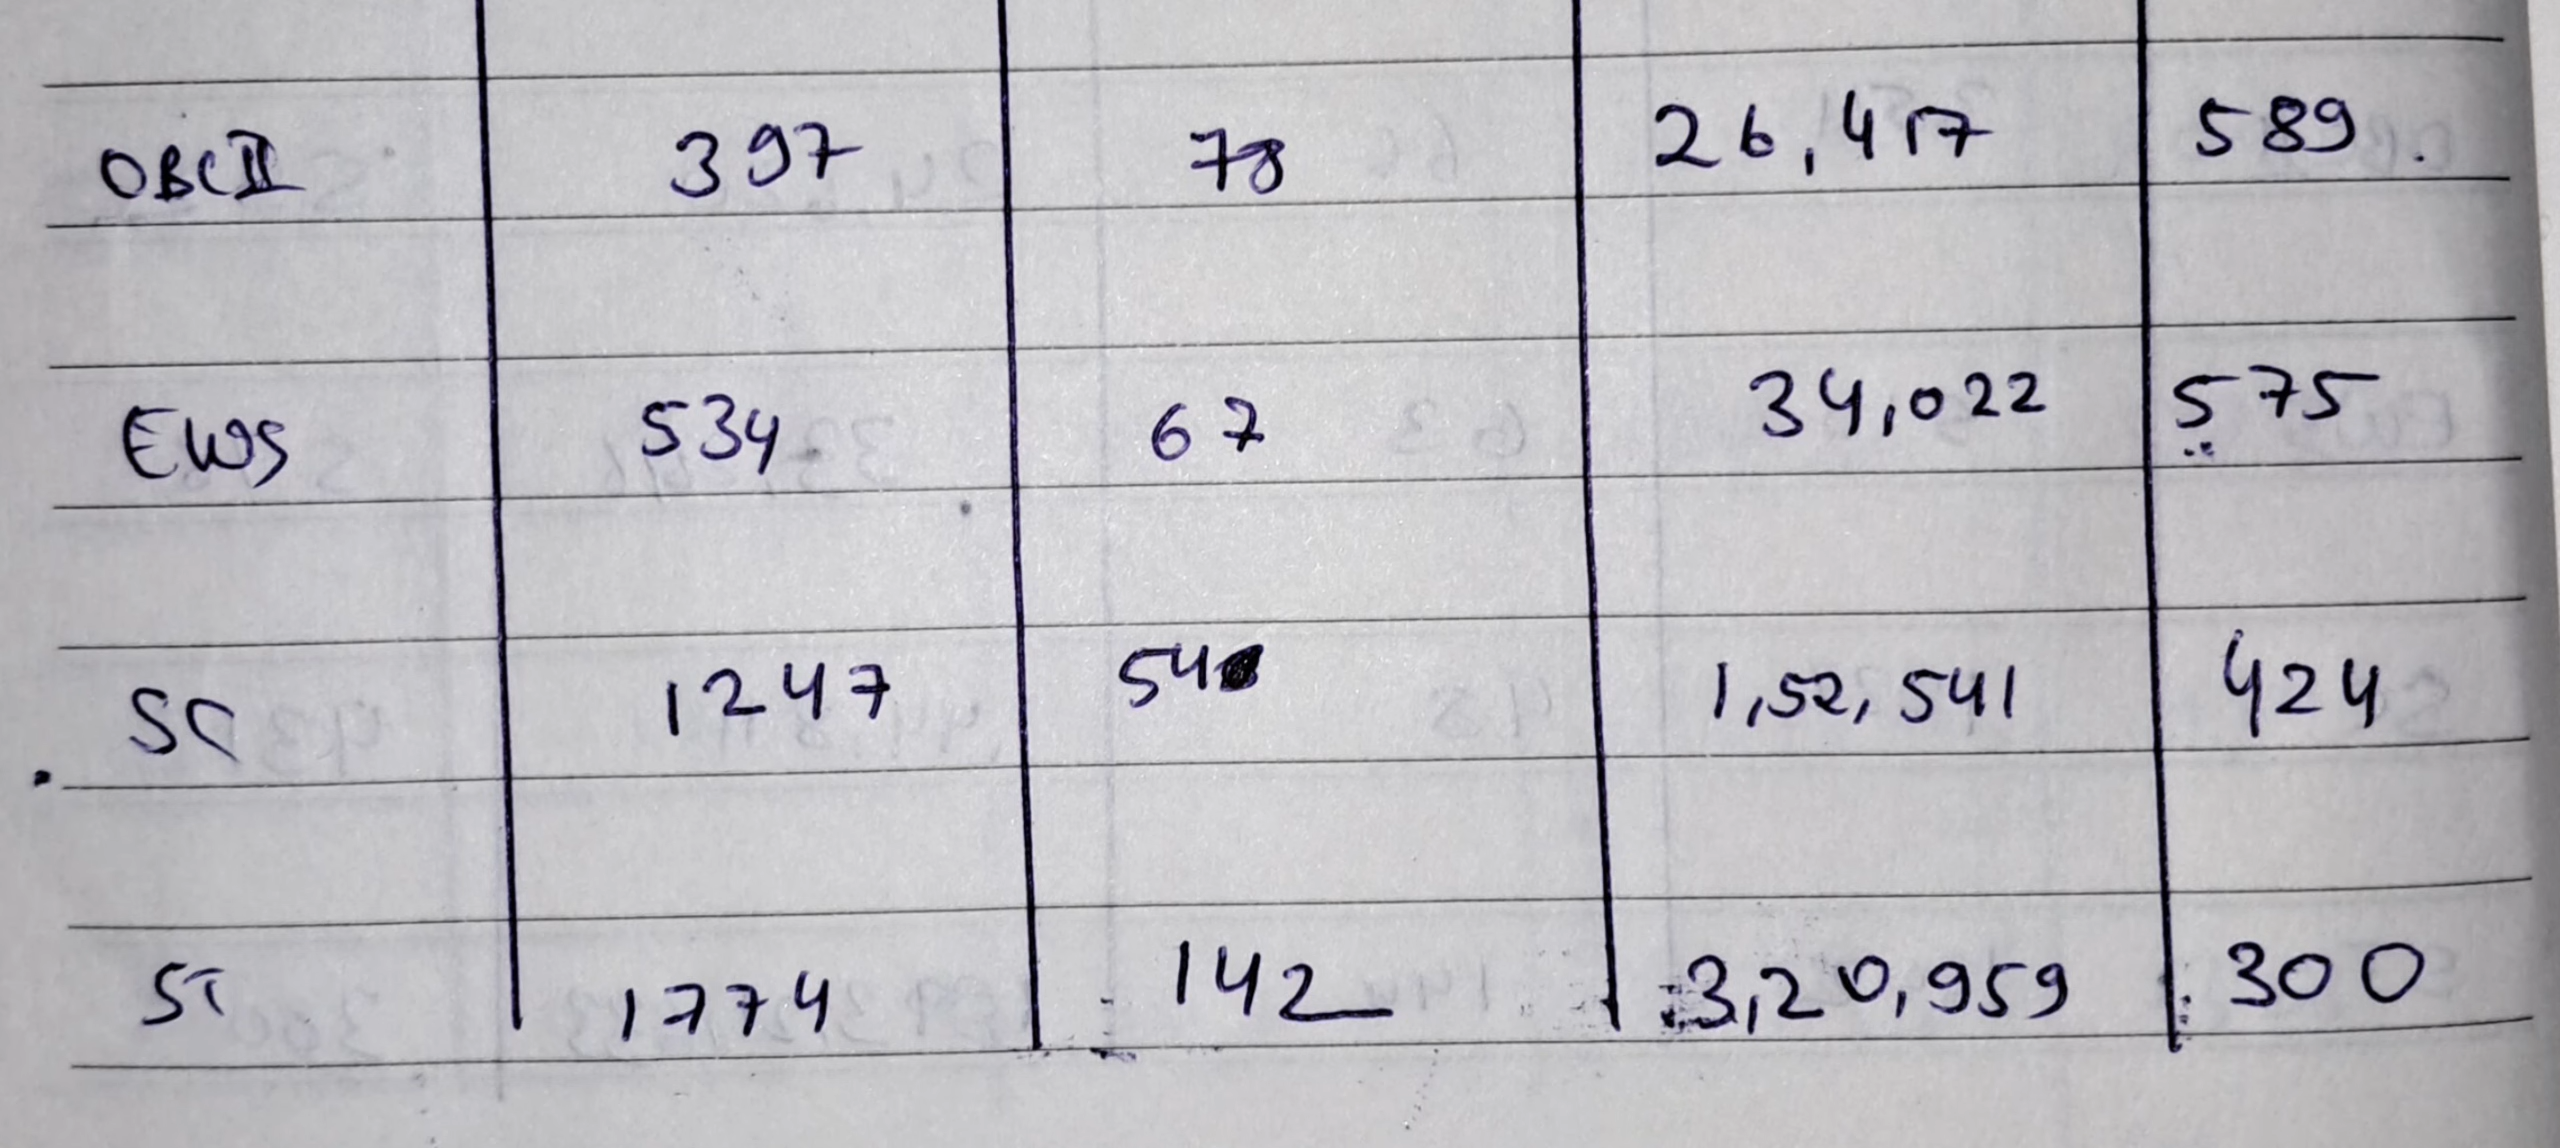 OBCII 397 78 26,417 589.
EWS 534 67 34,022 575
SC 1247 54 1,52,541 424
ST 1774 142 3,20,959 300